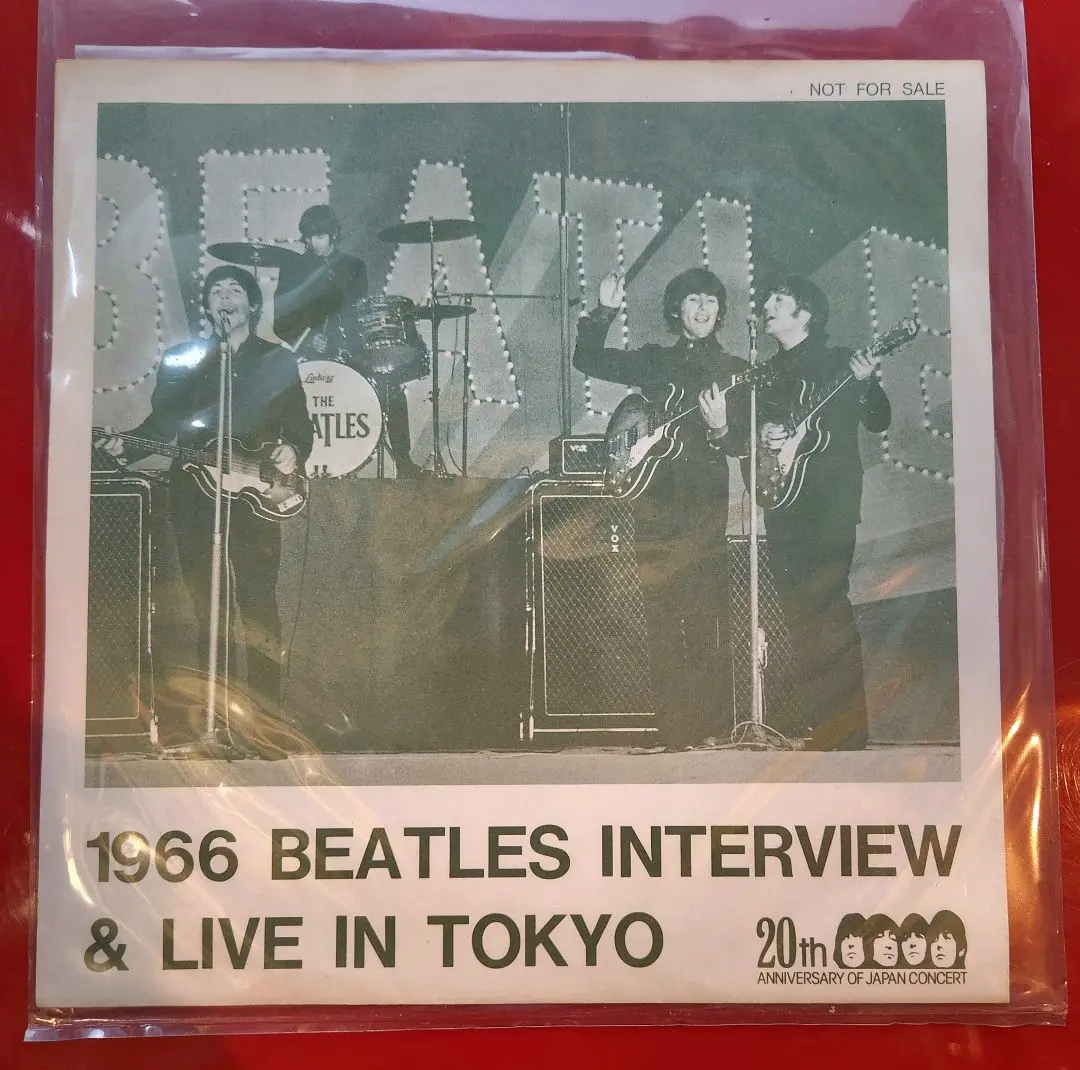 NOT FOR SALE
BEATLES
Ludwig
THE
ATLES
VOX
VOX
1966 BEATLES INTERVIEW
& LIVE IN TOKYO
20th
ANNIVERSARY OF JAPAN CONCERT